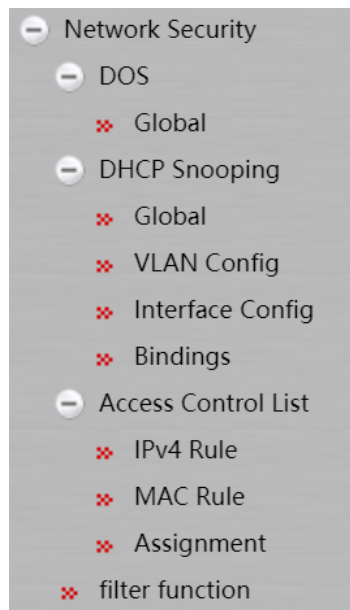 Network Security
DOS
Global
DHCP Snooping
Global
VLAN Config
Interface Config
Bindings
Access Control List
IPv4 Rule
MAC Rule
Assignment
filter function